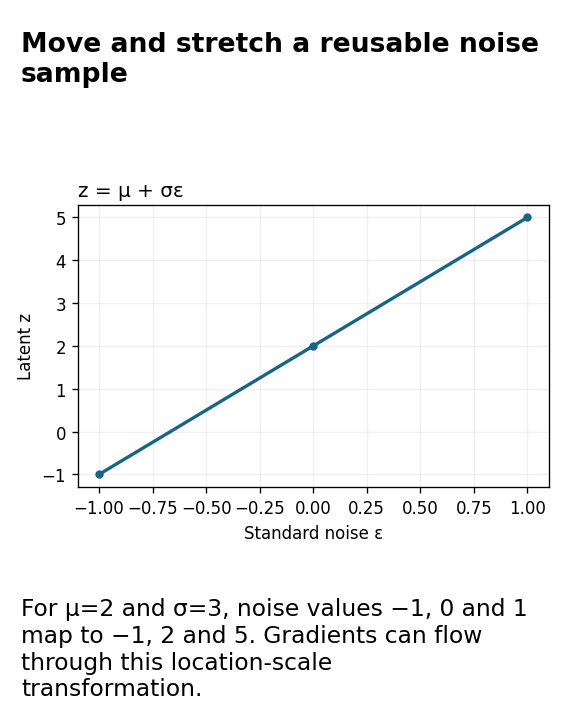 Move and stretch a reusable noise
sample
z = μ + σε
5
4
3
2
1
0
−1
Latent z
−1.00 −0.75 −0.50 −0.25 0.00 0.25 0.50 0.75 1.00
Standard noise ε
For μ=2 and σ=3, noise values −1, 0 and 1
map to −1, 2 and 5. Gradients can flow
through this location-scale
transformation.